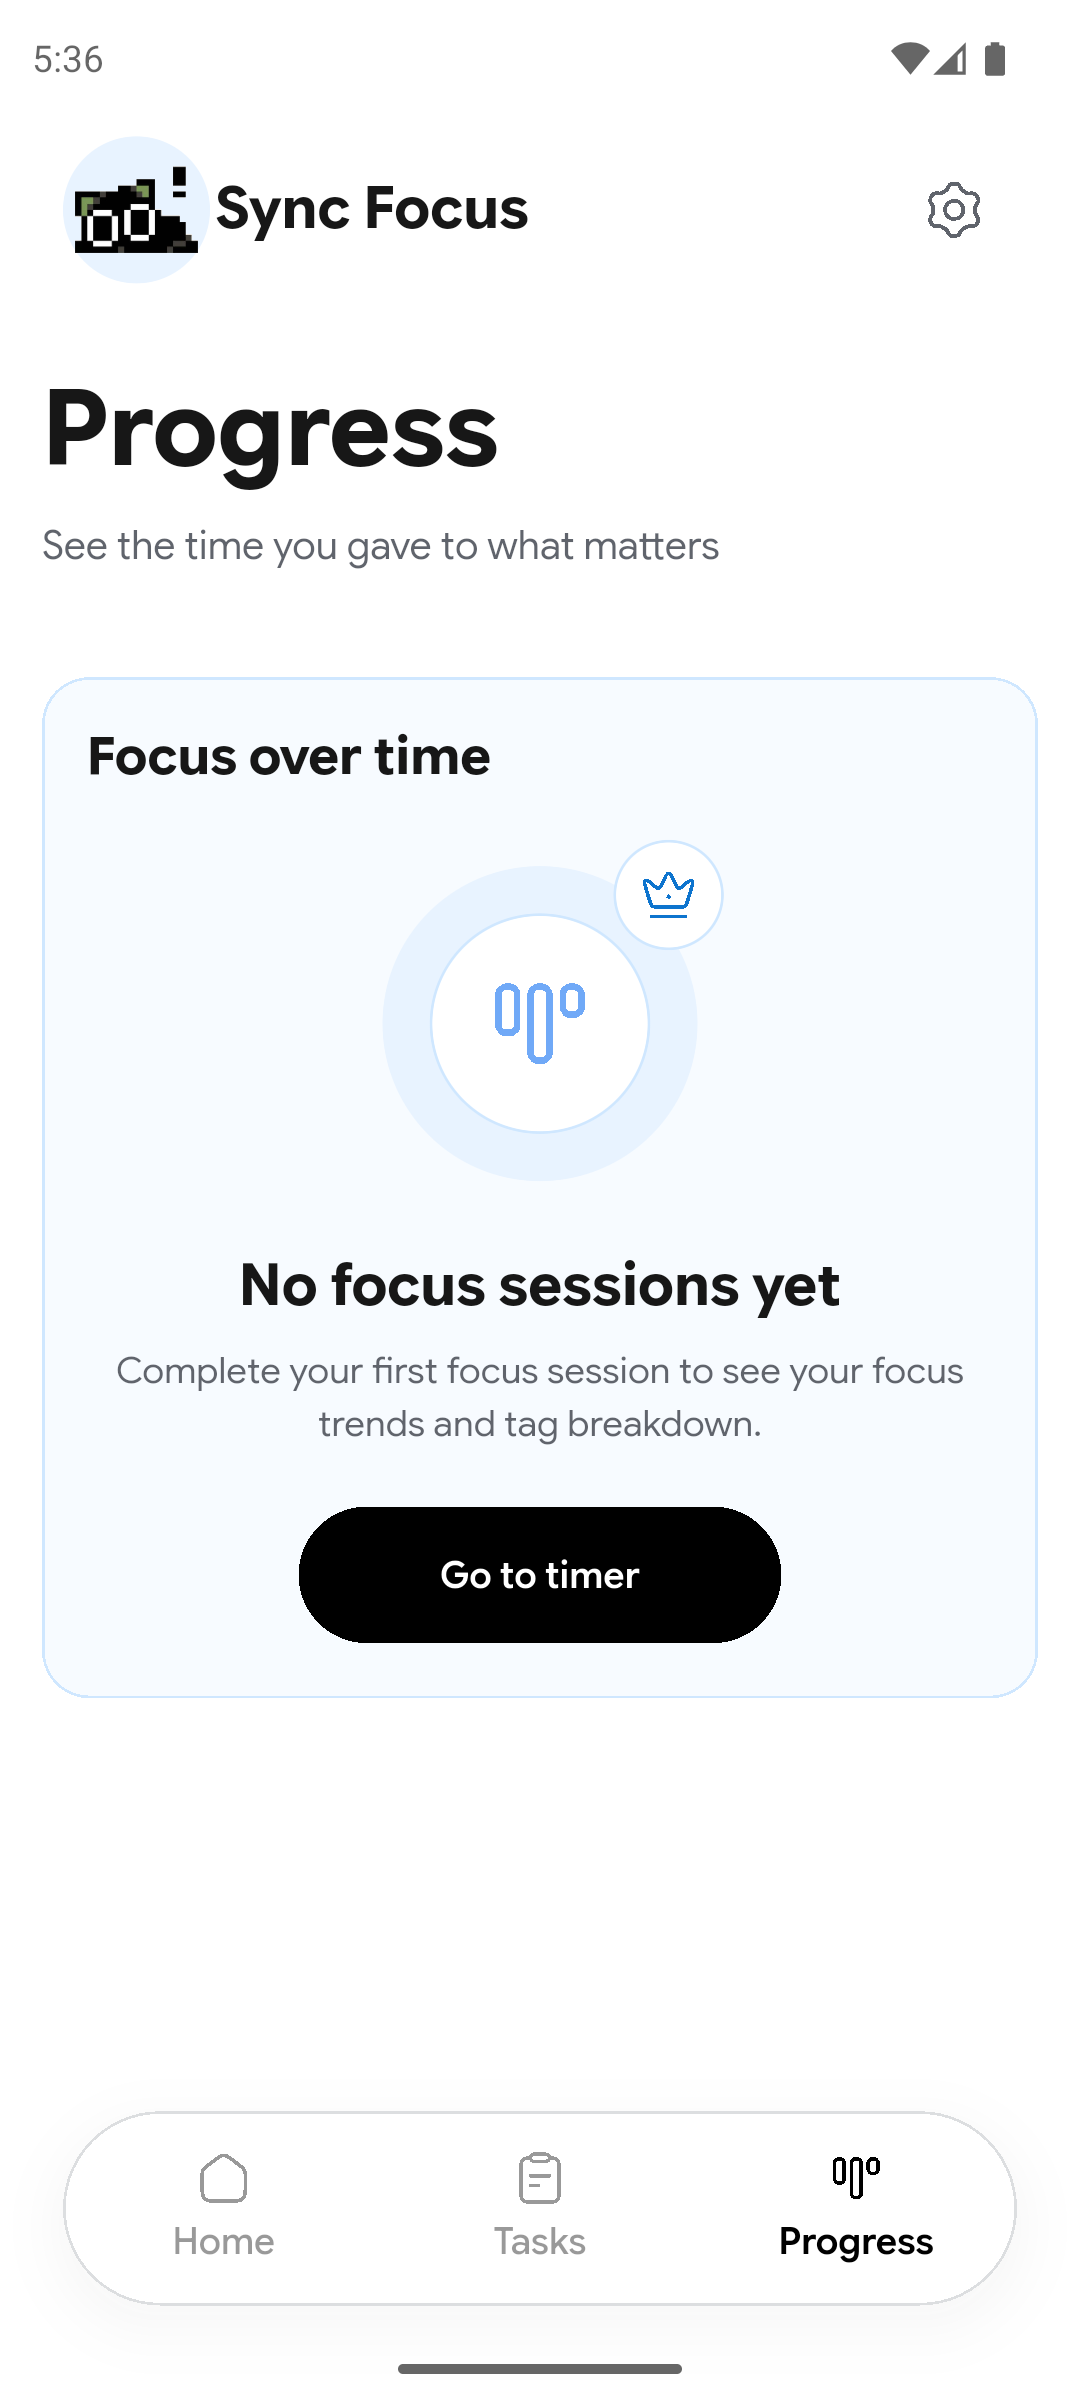 5:36
Sync Focus
Progress
See the time you gave to what matters
Focus over time
No focus sessions yet
Complete your first focus session to see your focus
trends and tag breakdown.
Go to timer
Home
Tasks
Progress